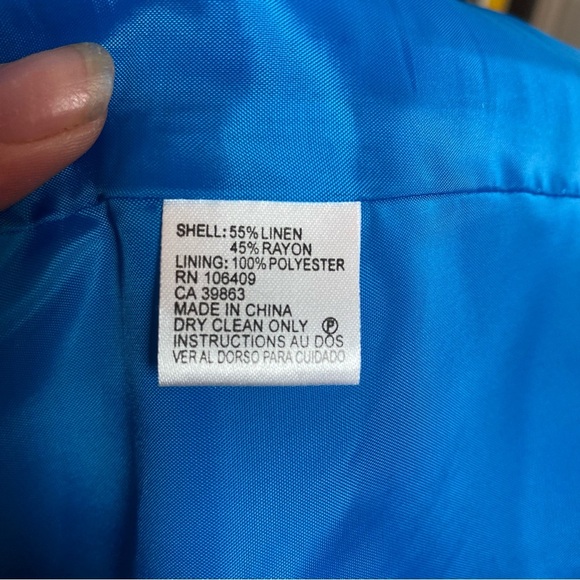 SHELL: 55% LINEN
45% RAYON
LINING: 100% POLYESTER
RN 106409
CA 39863
MADE IN CHINA
DRY CLEAN ONLY Ⓟ
INSTRUCTIONS AU DOS
VER AL DORSO PARA CUIDADO